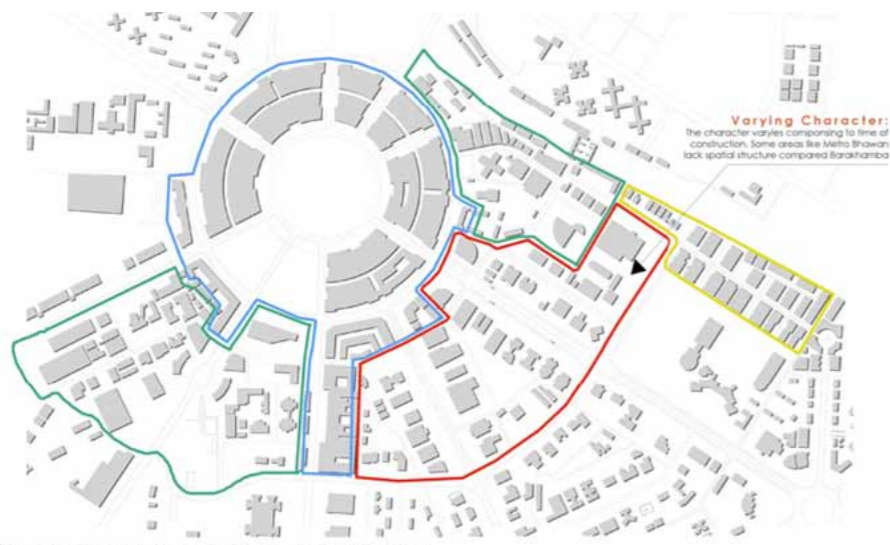 Varying Character:
The character varyies componsing to time of
construction. Some areas like Metro Bhawan
lack spatial structure compared Barakhamba